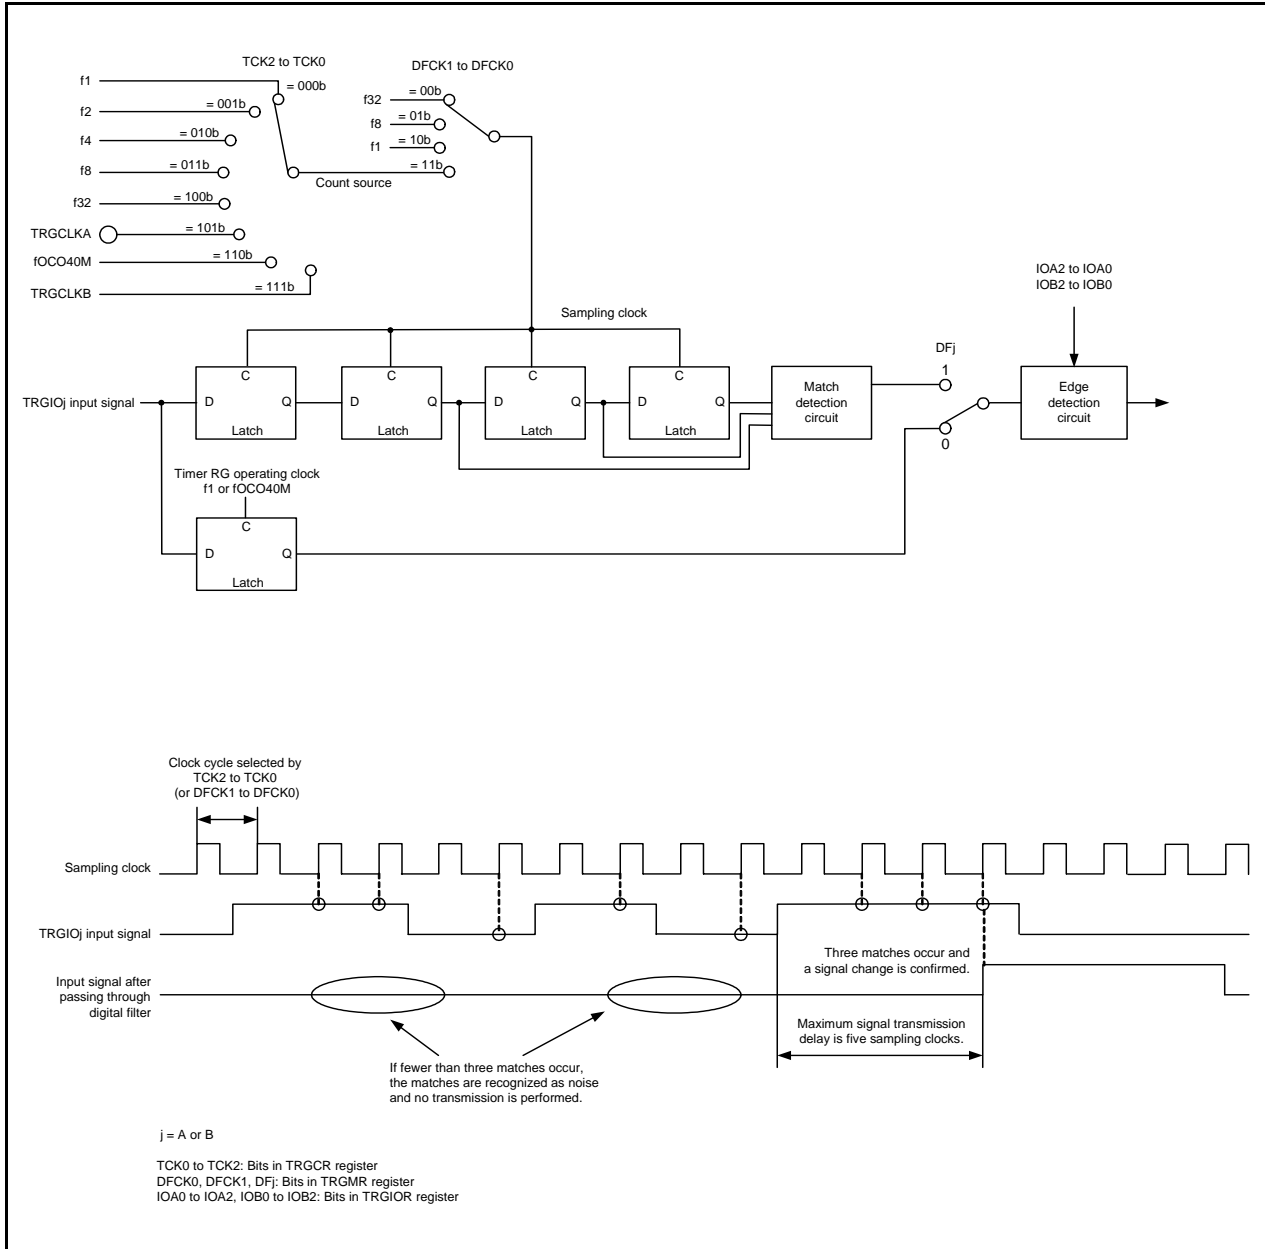 TCK2 to TCK0
DFCK1 to DFCK0
f1
= 000b
f2
= 001b
f4
= 010b
f8
= 011b
f32
= 100b
TRGCLKA
= 101b
fOCO40M
= 110b
TRGCLKB
= 111b
f32
= 00b
f8
= 01b
f1
= 10b
= 11b
Count source
Sampling clock
IOA2 to IOA0
IOB2 to IOB0
TRGIOj input signal
C
D
Q
Latch
C
D
Q
Latch
C
D
Q
Latch
C
D
Q
Latch
Match
detection
circuit
DFj
1
0
Edge
detection
circuit
Timer RG operating clock
f1 or fOCO40M
C
D
Q
Latch
Clock cycle selected by
TCK2 to TCK0
(or DFCK1 to DFCK0)
Sampling clock
TRGIOj input signal
Three matches occur and
a signal change is confirmed.
Input signal after
passing through
digital filter
Maximum signal transmission
delay is five sampling clocks.
If fewer than three matches occur,
the matches are recognized as noise
and no transmission is performed.
j = A or B
TCK0 to TCK2: Bits in TRGCR register
DFCK0, DFCK1, DFj: Bits in TRGMR register
IOA0 to IOA2, IOB0 to IOB2: Bits in TRGIOR register